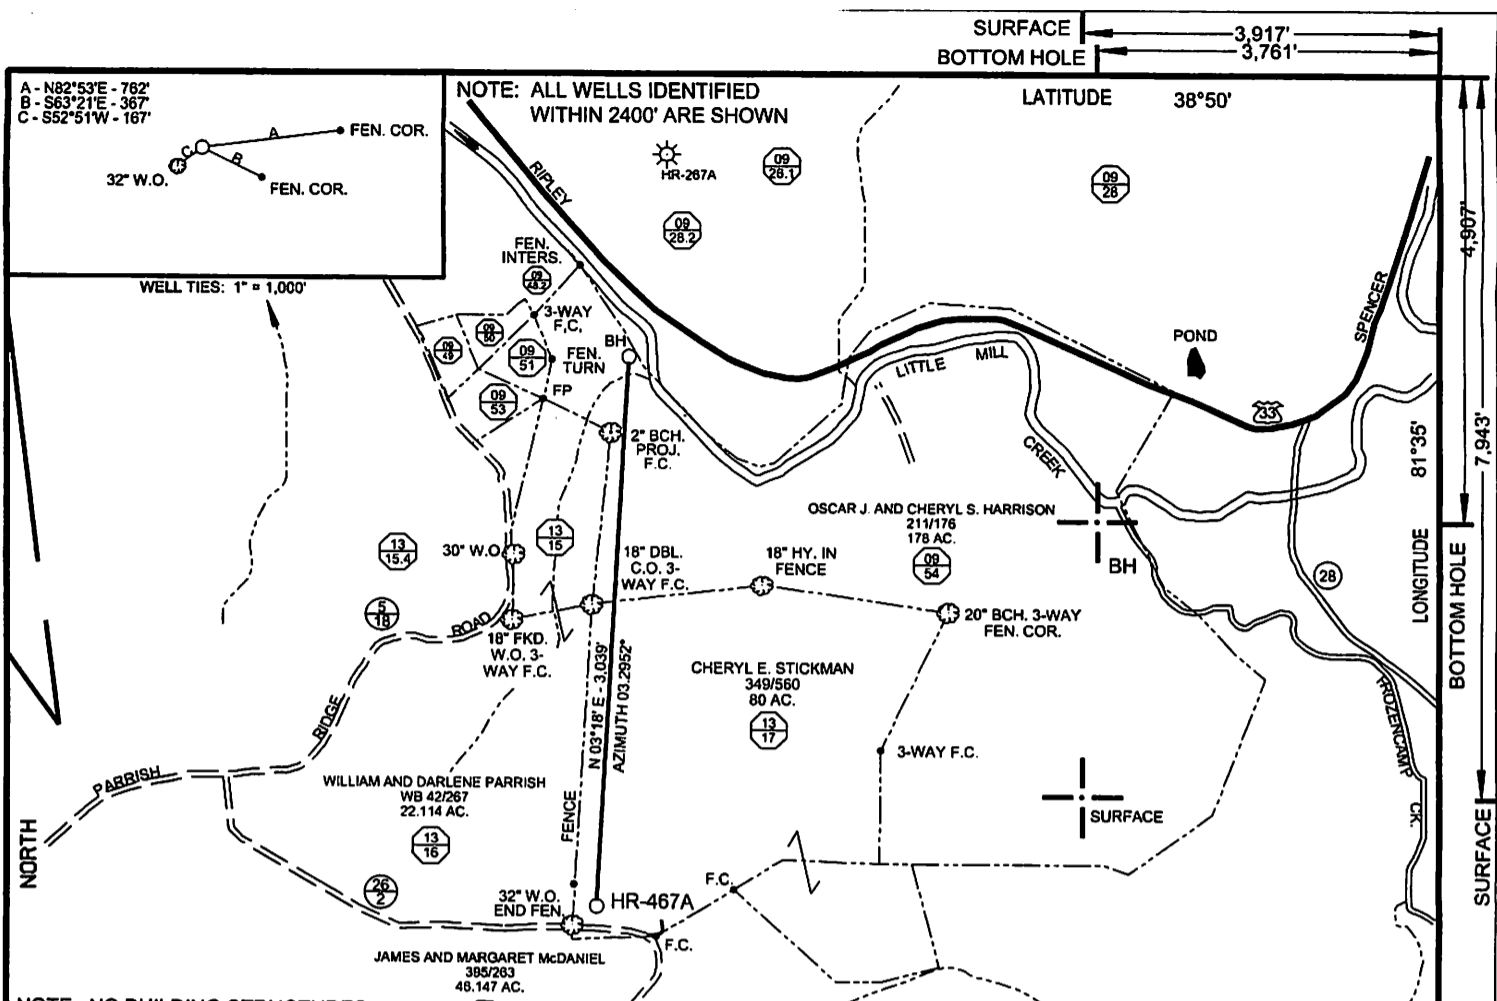 SURFACE
3,917'
BOTTOM HOLE
3,761'
A - N82°53'E - 762'
B - S63°21'E - 367'
C - S52°51'W - 167'
A
FEN. COR.
C
B
32" W.O.
FEN. COR.
WELL TIES: 1" = 1,000'
NOTE: ALL WELLS IDENTIFIED
WITHIN 2400' ARE SHOWN
LATITUDE 38°50'
HR-267A
09
28.1
09
28
09
28.2
RIPLEY
4,907'
FEN.
INTERS.
09
3-WAY
F.C.
09
50
09
49
09
51
FEN.
TURN
BH
FP
09
53
2" BCH.
PROJ.
F.C.
LITTLE MILL
CREEK
POND
SPENCER
33
81°35'
7,943'
13
15.4
30" W.O.
13
15
18" DBL.
C.O. 3-
WAY F.C.
18" HY. IN
FENCE
OSCAR J. AND CHERYL S. HARRISON
211/176
178 AC.
09
54
BH
28
LONGITUDE
BOTTOM HOLE
5
18
ROAD
18" FKD.
W.O. 3-
WAY F.C.
20" BCH. 3-WAY
FEN. COR.
N 03°18' E - 3,039'
AZIMUTH 03.2952°
CHERYL E. STICKMAN
349/560
80 AC.
13
17
RIDGE
PARRISH
3-WAY F.C.
FROZENCAMP CK.
WILLIAM AND DARLENE PARRISH
WB 42/267
22.114 AC.
13
16
FENCE
SURFACE
SURFACE
NORTH
26
2
32" W.O.
END FEN.
HR-467A
F.C.
F.C.
JAMES AND MARGARET McDANIEL
385/263
46.147 AC.